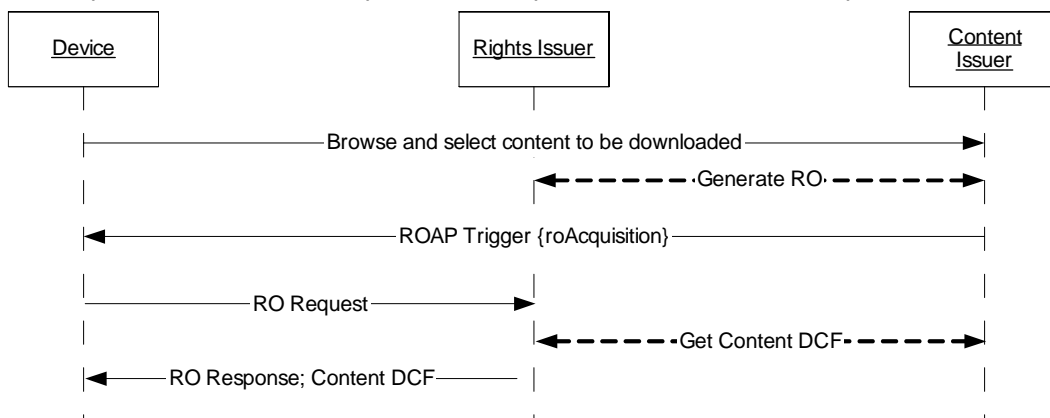 Device
Rights Issuer
Content
Issuer
Browse and select content to be downloaded
Generate RO
ROAP Trigger {roAcquisition}
RO Request
Get Content DCF
RO Response; Content DCF